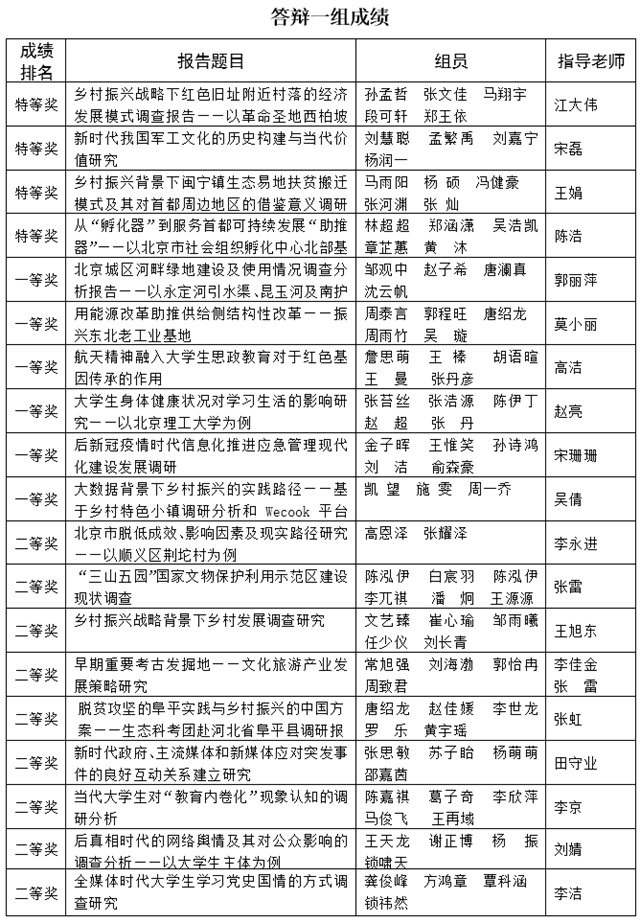 答辩一组成绩
成绩排名 报告题目 组员 指导老师
特等奖 乡村振兴战略下红色旧址附近村落的经济 孙孟哲 张文佳 马翔宇 江大伟
发展模式调查报告——以革命圣地西柏坡 段可轩 郑王依
特等奖 新时代我国军工文化的历史构建与当代价 刘慧聪 孟繁禹 刘嘉宁 宋磊
值研究 杨润一
特等奖 乡村振兴背景下闽宁镇生态易地扶贫搬迁 马雨阳 杨 硕 冯健豪 王娟
模式及其对首都周边地区的借鉴意义调研 张河渊 张 灿
特等奖 从“孵化器”到服务首都可持续发展“助推 林超超 郑涵潇 吴浩凯 陈浩
器”——以北京市社会组织孵化中心北部基 章芷蕙 黄 沐
一等奖 北京城区河畔绿地建设及使用情况调查分 邹观中 赵子希 唐澜真 郭丽萍
析报告——以永定河引水渠、昆玉河及南护 沈云帆
一等奖 用能源改革助推供给侧结构性改革——振 周泰言 郭程旺 唐绍龙 莫小丽
兴东北老工业基地 周雨竹 吴 璇
一等奖 航天精神融入大学生思政教育对于红色基 詹思萌 王 榛 胡语暄 高洁
因传承的作用 王 曼 张丹彦
一等奖 大学生身体健康状况对学习生活的影响研 张苔丝 张浩源 陈伊丁 赵亮
究——以北京理工大学为例 赵 超 张 丹
一等奖 后新冠疫情时代信息化推进应急管理现代 金子晖 王惟笑 孙诗鸿 宋珊珊
化建设发展调研 刘 洁 俞森豪
一等奖 大数据背景下乡村振兴的实践路径——基 凯 望 施 雯 周一乔 吴倩
于乡村特色小镇调研分析和 Wecook 平台
二等奖 北京市脱低成效、影响因素及现实路径研究 高恩泽 张耀泽 李永进
——以顺义区荆坨村为例
二等奖 “三山五园”国家文物保护利用示范区建设 陈泓伊 白宸羽 陈泓伊 张雷
现状调查 李兀祺 潘 炯 王源源
二等奖 乡村振兴战略背景下乡村发展调查研究 文艺臻 崔心瑜 邹雨曦 王旭东
任少仪 刘长青
二等奖 早期重要考古发掘地——文化旅游产业发 常旭强 刘海渤 郭怡冉 李佳金
展策略研究 周致君 张 雷
二等奖 脱贫攻坚的阜平实践与乡村振兴的中国方 唐绍龙 赵佳媛 李世龙 张虹
案——生态科考团赴河北省阜平县调研报 罗 乐 黄宇瑶
二等奖 新时代政府、主流媒体和新媒体应对突发事 张思敏 苏子眙 杨萌萌 田守业
件的良好互动关系建立研究 邵嘉茵
二等奖 当代大学生对“教育内卷化”现象认知的调 陈嘉祺 葛子奇 李欣萍 李京
研分析 马俊飞 王再域
二等奖 后真相时代的网络舆情及其对公众影响的 王天龙 谢正博 杨 振 刘婧
调查分析——以大学生主体为例 锁啸天
二等奖 全媒体时代大学生学习党史国情的方式调 龚俊峰 方鸿章 覃科涵 李洁
查研究 锁祎然